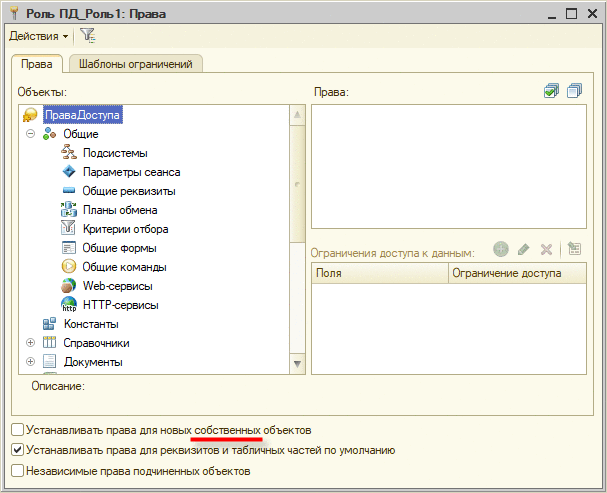 Роль ПД_Роль1: Права
Действия
Права
Шаблоны ограничений
Объекты:
Права:
ПраваДоступа
Общие
Подсистемы
Параметры сеанса
Общие реквизиты
Планы обмена
Критерии отбора
Общие формы
Общие команды
Web-сервисы
HTTP-сервисы
Константы
Справочники
Документы
Ограничения доступа к данным:
Поля
Ограничение доступа
Описание:
Устанавливать права для новых собственных объектов
Устанавливать права для реквизитов и табличных частей по умолчанию
Независимые права подчиненных объектов